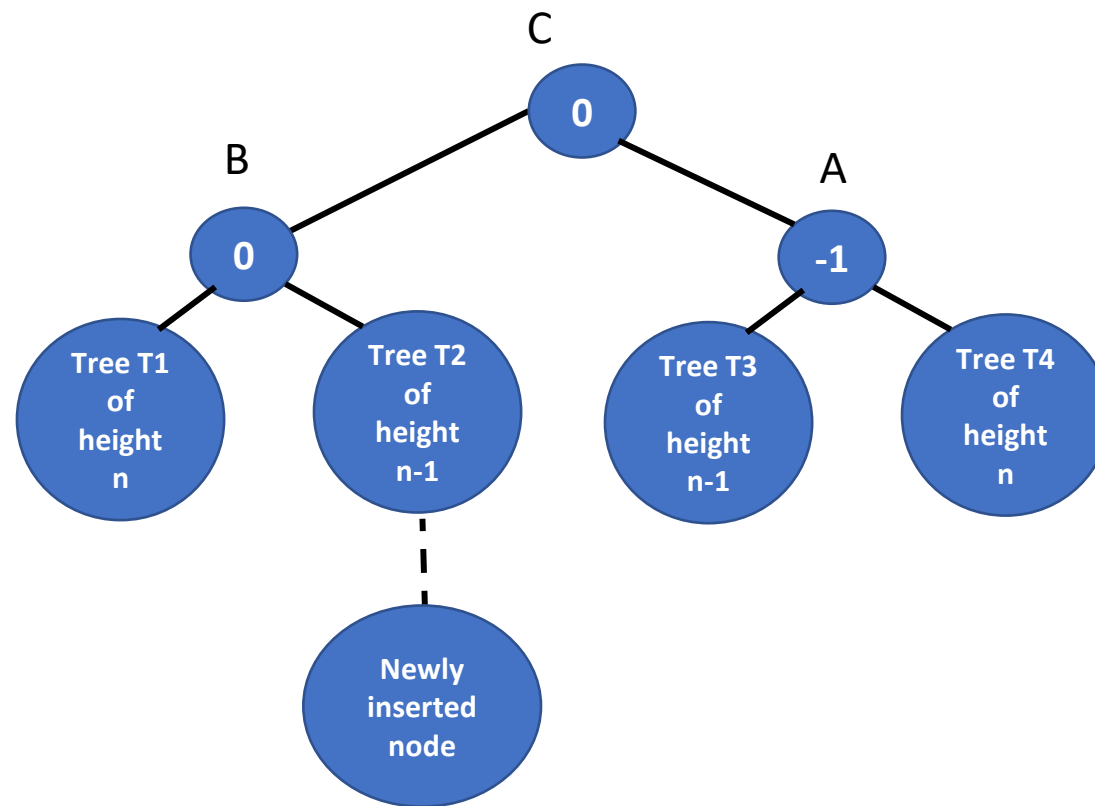 C
0
B
A
0
-1
Tree T1
of
height
n
Tree T2
of
height
n-1
Tree T3
of
height
n-1
Tree T4
of
height
n
Newly
inserted
node